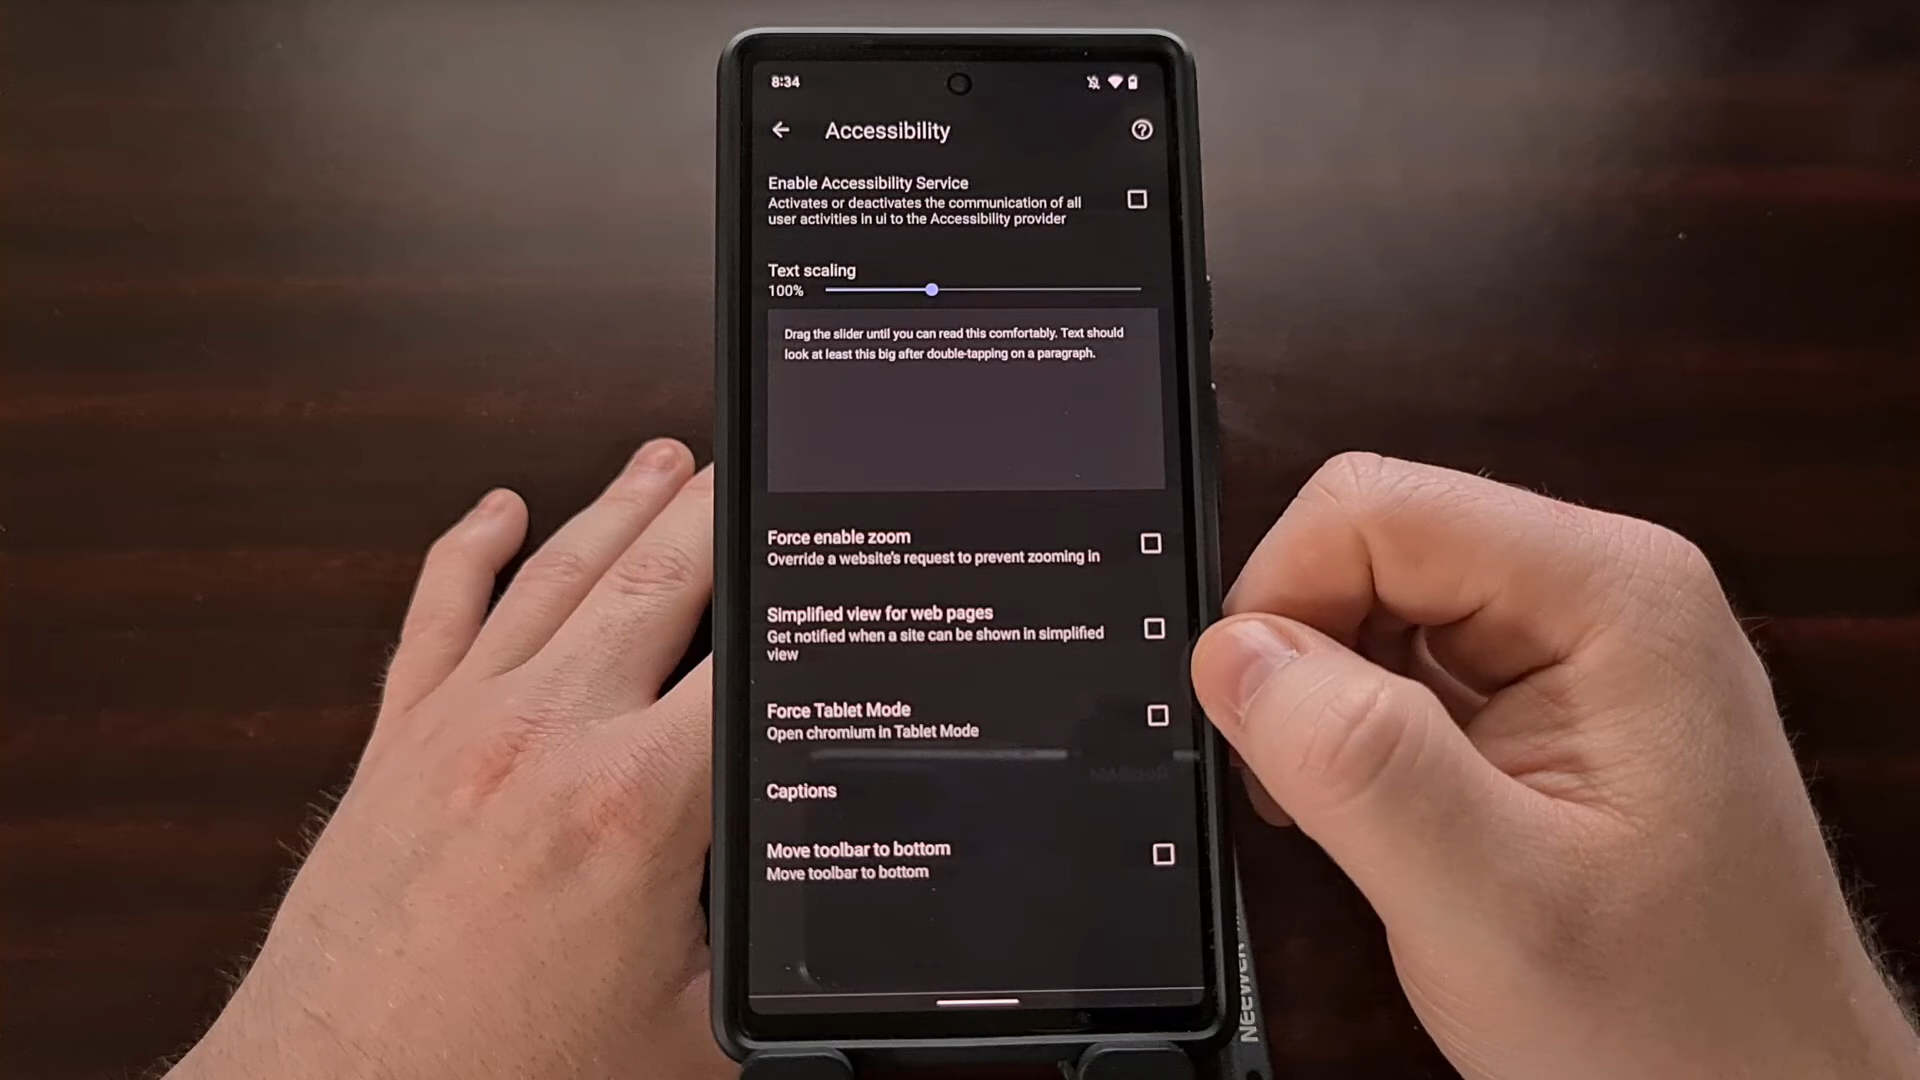 8:34
Accessibility
Enable Accessibility Service
Activates or deactivates the communication of all
user activities in ui to the Accessibility provider
Text scaling
100%
Drag the slider until you can read this comfortably. Text should
look at least this big after double-tapping on a paragraph.
Force enable zoom
Override a website's request to prevent zooming in
Simplified view for web pages
Get notified when a site can be shown in simplified
view
Force Tablet Mode
Open chromium in Tablet Mode
Captions
Move toolbar to bottom
Move toolbar to bottom
NEEWER